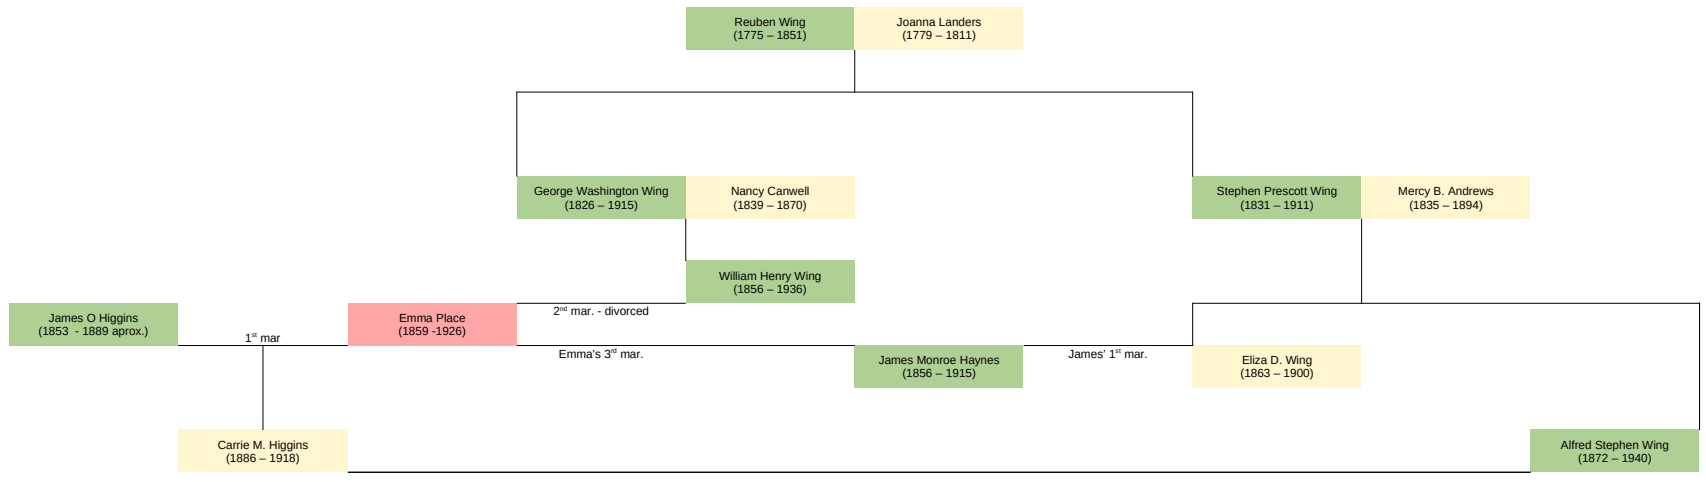 Reuben Wing
(1775 – 1851)
Joanna Landers
(1779 – 1811)
George Washington Wing
(1826 – 1915)
Nancy Canwell
(1839 – 1870)
Stephen Prescott Wing
(1831 – 1911)
Mercy B. Andrews
(1835 – 1894)
William Henry Wing
(1856 – 1936)
James O Higgins
(1853 - 1889 aprox.)
1st mar
Emma Place
(1859 -1926)
2nd mar. - divorced
Emma's 3rd mar.
James Monroe Haynes
(1856 – 1915)
James' 1st mar.
Eliza D. Wing
(1863 – 1900)
Carrie M. Higgins
(1886 – 1918)
Alfred Stephen Wing
(1872 – 1940)